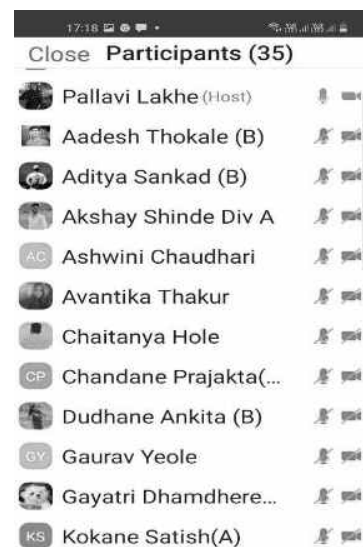 17:18
Close Participants (35)
Pallavi Lakhe (Host)
Aadesh Thokale (B)
Aditya Sankad (B)
Akshay Shinde Div A
AC Ashwini Chaudhari
Avantika Thakur
Chaitanya Hole
CP Chandane Prajakta(...
Dudhane Ankita (B)
GY Gaurav Yeole
Gayatri Dhamdhere...
KS Kokane Satish(A)